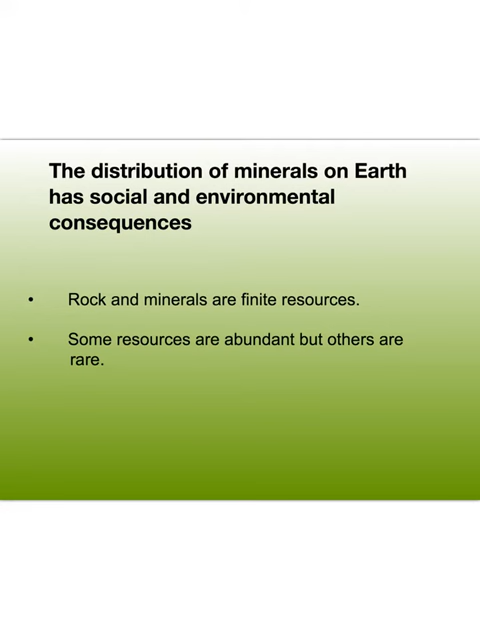 The distribution of minerals on Earth
has social and environmental
consequences
• Rock and minerals are finite resources.
• Some resources are abundant but others are
rare.